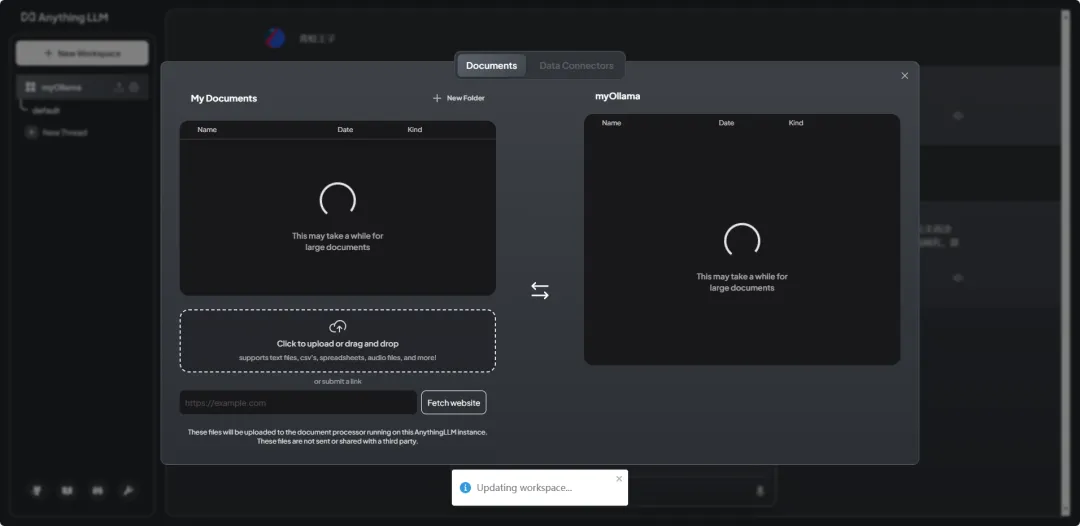 Anything LLM
New Workspace
myOllama
default
New Thread
Documents
Data Connectors
My Documents
New Folder
Name Date Kind
This may take a while for
large documents
Click to upload or drag and drop
supports text files, csv's, spreadsheets, audio files, and more!
or submit a link
https://example.com
Fetch website
These files will be uploaded to the document processor running on this AnythingLLM instance.
These files are not sent or shared with a third party.
myOllama
Name Date Kind
This may take a while for
large documents
Updating workspace...